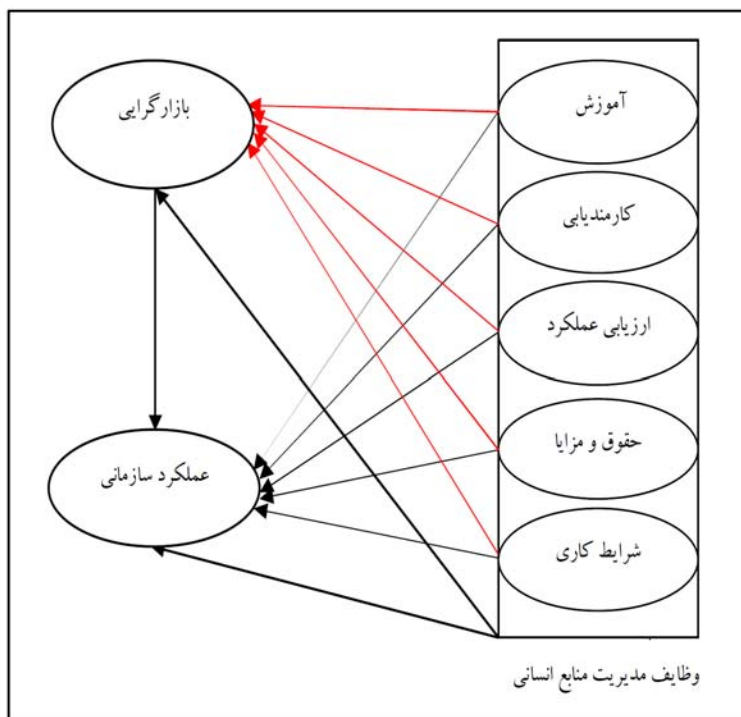 آموزش
بازارگرایی
کارمندیابی
ارزیابی عملکرد
حقوق و مزایا
عملکرد سازمانی
شرایط کاری
وظایف مدیریت منابع انسانی